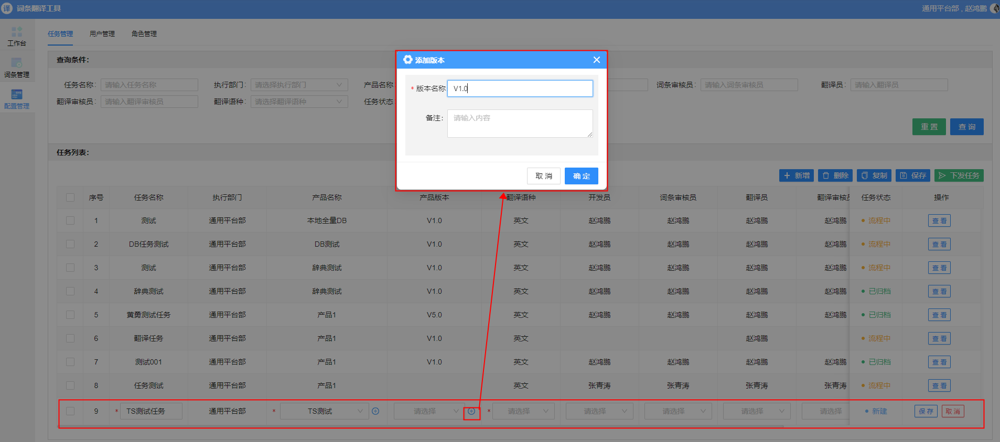 译 词条翻译工具 通用平台部 , 赵鸿鹏
工作台
词条管理
配置管理
任务管理 用户管理 角色管理
查询条件：
任务名称： 请输入任务名称 执行部门： 请选择执行部门 产品名称 词条审核员： 请输入词条审核员 翻译员： 请输入翻译员
翻译审核员： 请输入翻译审核员 翻译语种： 请选择翻译语种 任务状态
重 置 查 询
添加版本
* 版本名称 V1.0
备注： 请输入内容
取 消 确 定
任务列表：
新增 删除 复制 保存 下发任务
序号 任务名称 执行部门 产品名称 产品版本 翻译语种 开发员 词条审核员 翻译员 翻译审核 任务状态 操作
1 测试 通用平台部 本地全量DB V1.0 英文 赵鸿鹏 赵鸿鹏 赵鸿鹏 赵鸿鹏 流程中 查 看
2 DB任务测试 通用平台部 DB测试 V1.0 英文 赵鸿鹏 赵鸿鹏 赵鸿鹏 赵鸿鹏 流程中 查 看
3 测试 通用平台部 辞典测试 V1.0 英文 赵鸿鹏 赵鸿鹏 赵鸿鹏 赵鸿鹏 流程中 查 看
4 辞典测试 通用平台部 辞典测试 V1.0 英文 赵鸿鹏 赵鸿鹏 赵鸿鹏 赵鸿鹏 已归档 查 看
5 黄勇测试任务 通用平台部 产品1 V5.0 英文 赵鸿鹏 赵鸿鹏 赵鸿鹏 赵鸿鹏 已归档 查 看
6 翻译任务 通用平台部 产品1 V1.0 英文 赵鸿鹏 流程中 查 看
7 测试001 通用平台部 产品1 V1.0 英文 赵鸿鹏 赵鸿鹏 赵鸿鹏 赵鸿鹏 已归档 查 看
8 任务测试 通用平台部 产品1 英文 张青涛 张青涛 张青涛 张青涛 流程中 查 看
9 * TS测试任务 通用平台部 * TS测试 请选择 * 请选择 请选择 请选择 请选择 请选择 新建 保 存 取 消